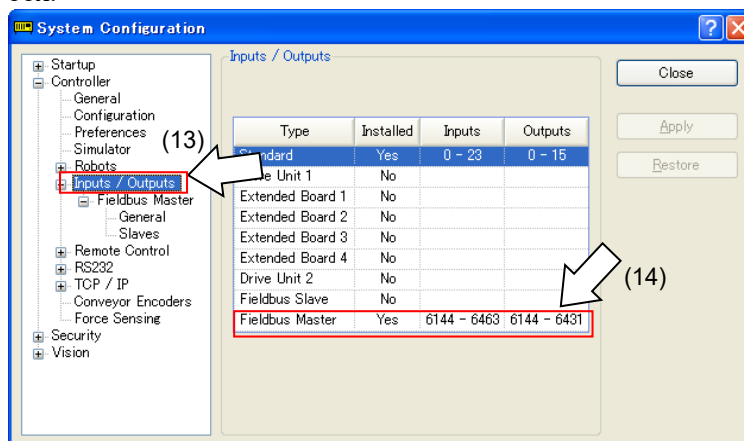 System Configuration
Startup
Controller
General
Configuration
Preferences
Simulator
Robots
Inputs / Outputs
Fieldbus Master
General
Slaves
Remote Control
RS232
TCP / IP
Conveyor Encoders
Force Sensing
Security
Vision
(13)
Inputs / Outputs
Type Installed Inputs Outputs
Yes 0 - 23 0 - 15
Unit 1 No
Extended Board 1 No
Extended Board 2 No
Extended Board 3 No
Extended Board 4 No
Drive Unit 2 No
Fieldbus Slave No
Fieldbus Master Yes 6144 - 6463 6144 - 6431
(14)
Close
Apply
Restore